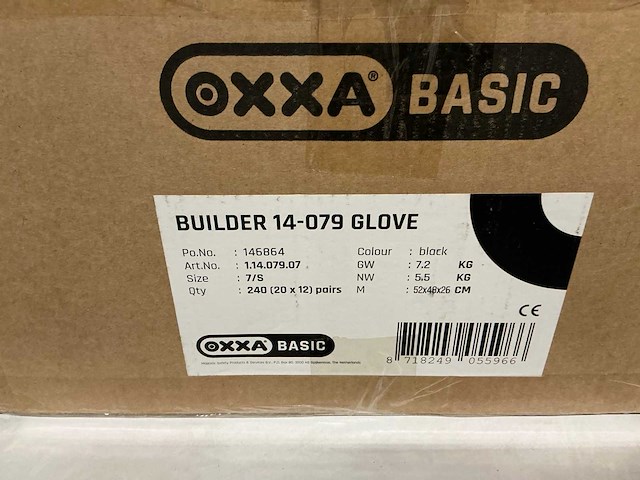 OXXA® BASIC
BUILDER 14-079 GLOVE
Po.No. : 146864 Colour : black
Art.No. : 1.14.079.07 GW : 7.2 KG
Size : 7/S NW : 5.5 KG
Qty : 240 (20 x 12) pairs M : 52x48x26 CM
CE
OXXA BASIC
8 718249 055966